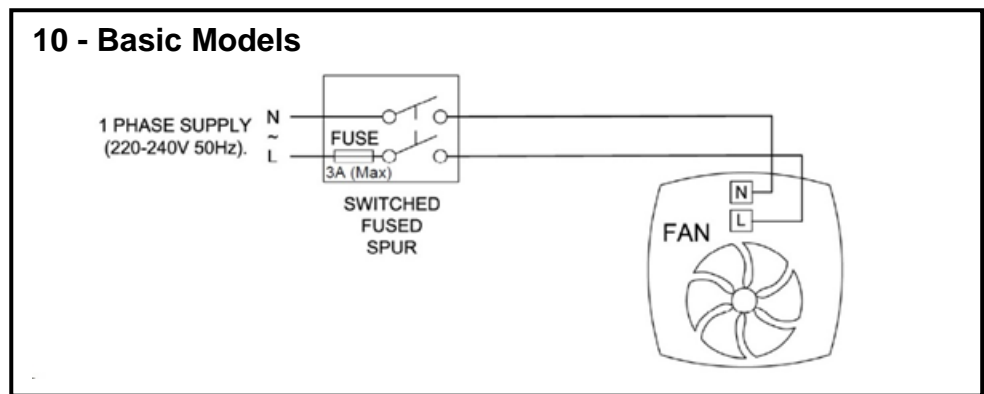 10 - Basic Models
1 PHASE SUPPLY
(220-240V 50Hz).
N
~
L
FUSE
3A (Max)
SWITCHED
FUSED
SPUR
N
L
FAN